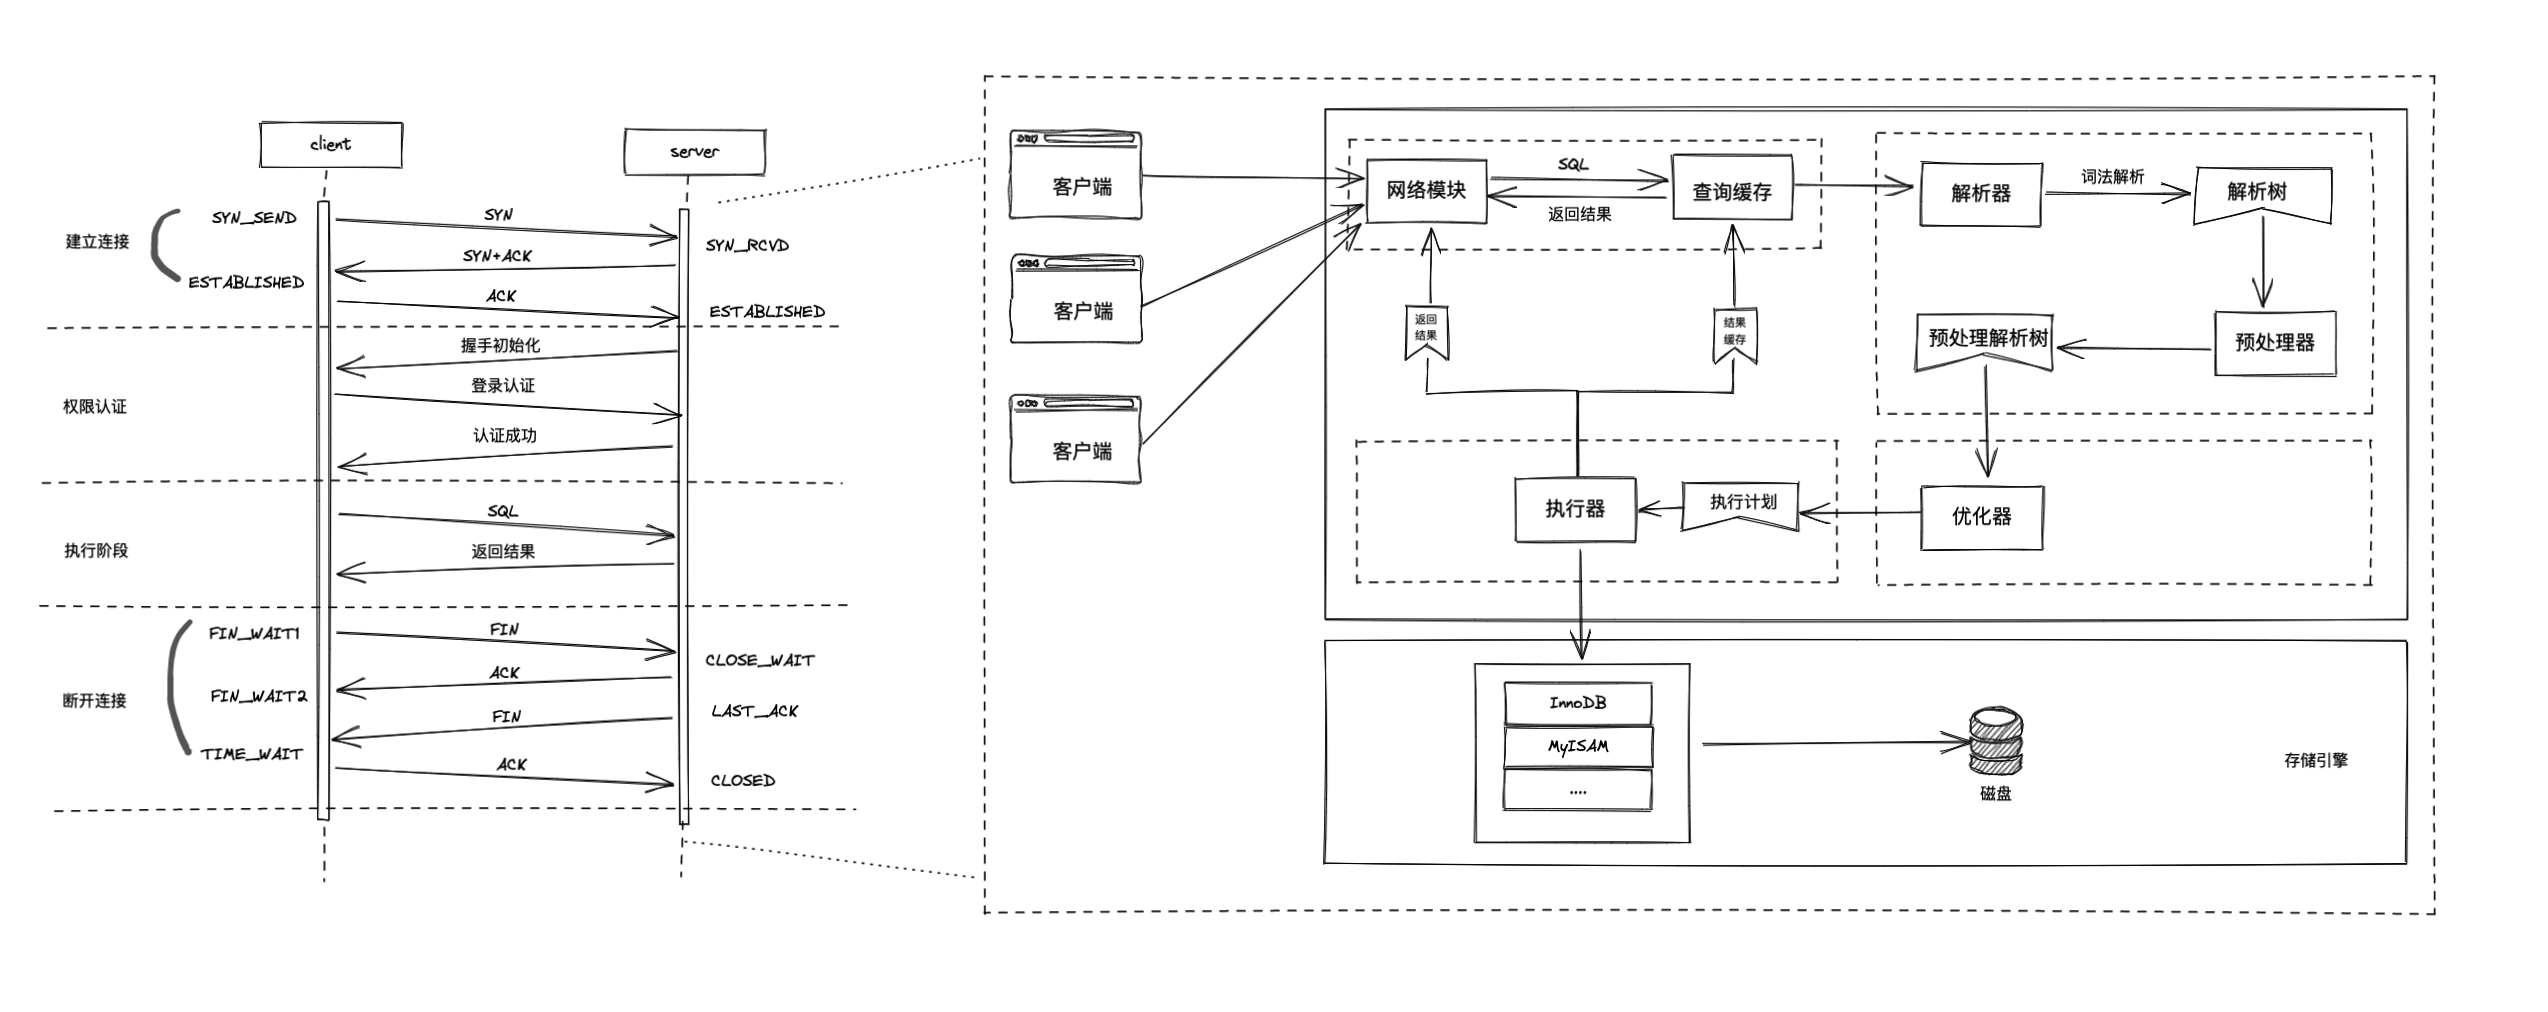 client
server
建立连接
SYN_SEND
SYN
SYN_RCVD
SYN+ACK
ESTABLISHED
ACK
ESTABLISHED
握手初始化
权限认证
登录认证
认证成功
执行阶段
SQL
返回结果
断开连接
FIN_WAIT1
FIN
CLOSE_WAIT
ACK
FIN_WAIT2
LAST_ACK
FIN
TIME_WAIT
ACK
CLOSED
客户端
客户端
客户端
网络模块
SQL
返回结果
查询缓存
解析器
词法解析
解析树
返回
结果
结果
缓存
预处理解析树
预处理器
执行器
执行计划
优化器
InnoDB
MyISAM
....
磁盘
存储引擎